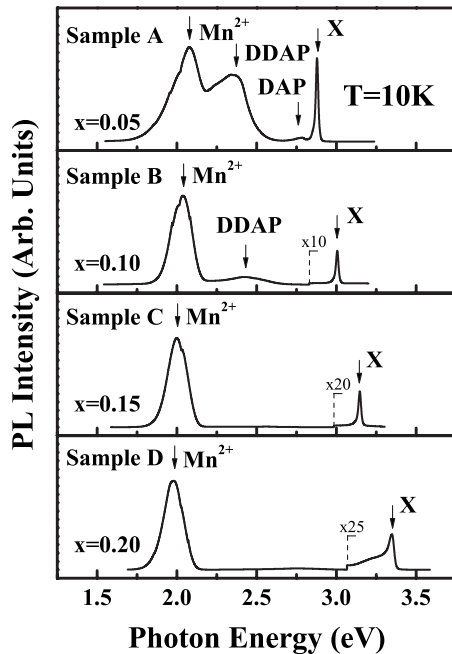 Sample A
Mn²⁺
X
DDAP
DAP
T=10K
x=0.05
Sample B
Mn²⁺
X
DDAP
x10
x=0.10
Sample C
Mn²⁺
X
x20
x=0.15
Sample D
Mn²⁺
X
x25
x=0.20
PL Intensity (Arb. Units)
1.5 2.0 2.5 3.0 3.5
Photon Energy (eV)